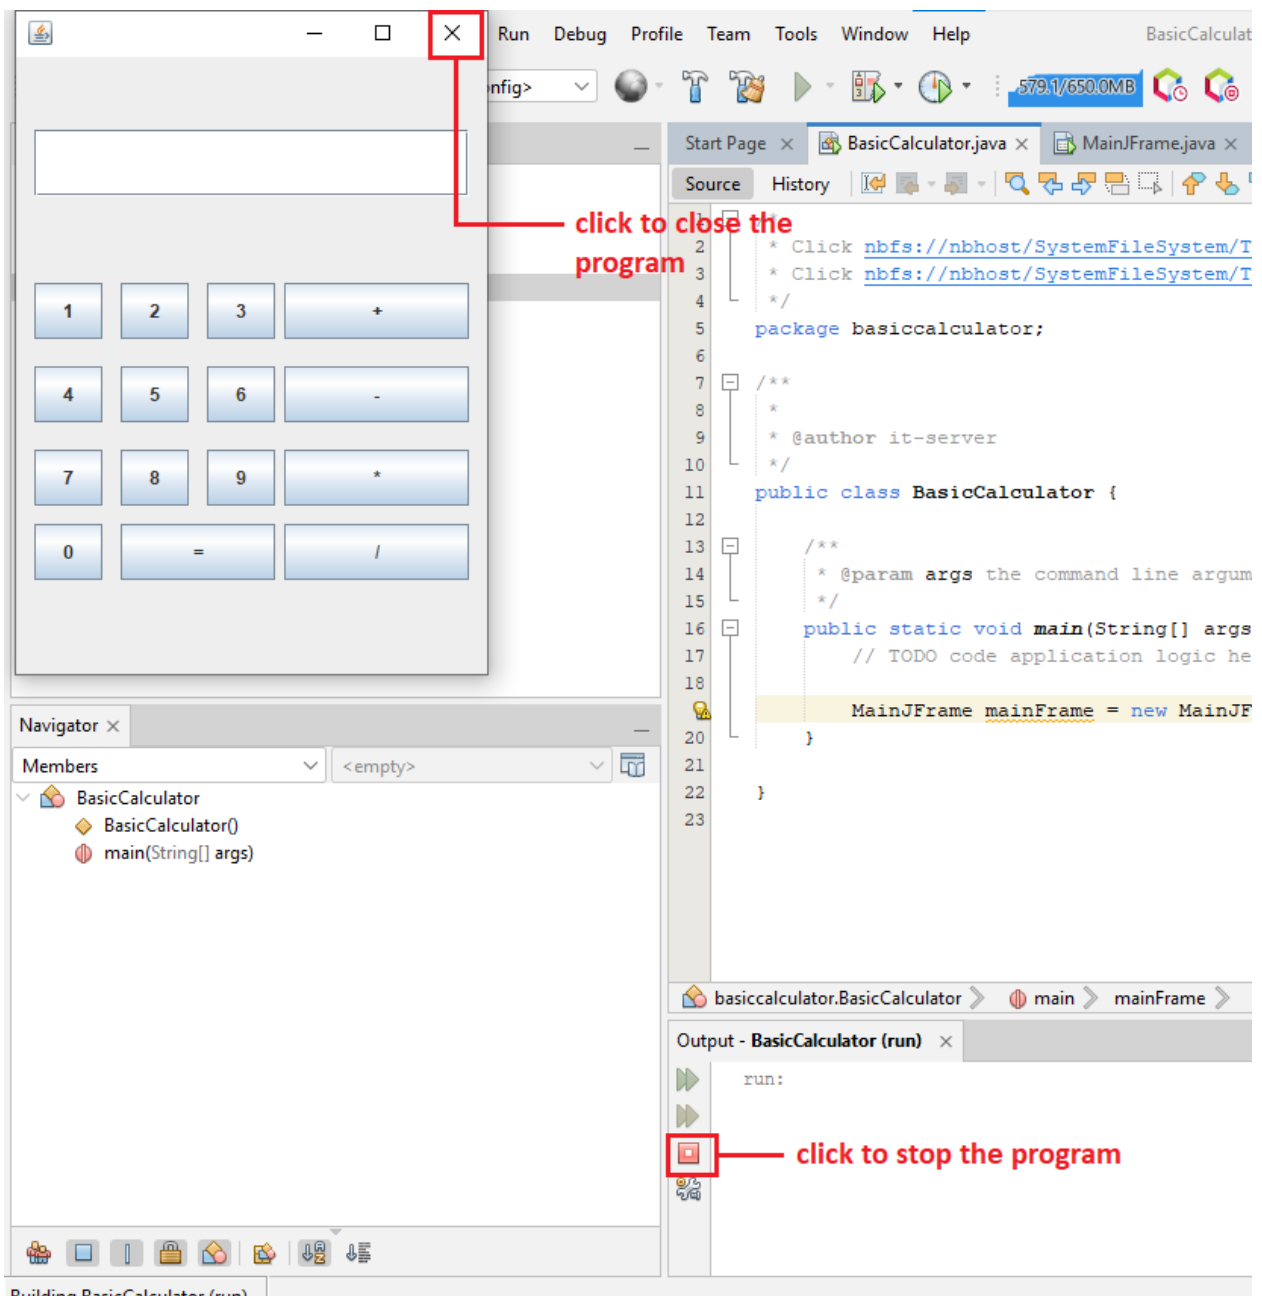 Run Debug Profile Team Tools Window Help BasicCalculat
nfig> 579.1/650.0MB
Start Page BasicCalculator.java MainJFrame.java
Source History
click to close the
program
1 /*
2 * Click nbfs://nbhost/SystemFileSystem/T
3 * Click nbfs://nbhost/SystemFileSystem/T
4 */
5 package basiccalculator;
6
7 /**
8 *
9 * @author it-server
10 */
11 public class BasicCalculator {
12
13 /**
14 * @param args the command line argum
15 */
16 public static void main(String[] args
17 // TODO code application logic he
18
MainJFrame mainFrame = new MainJF
20 }
21
22 }
23
1 2 3 +
4 5 6 -
7 8 9 *
0 = /
Navigator
Members <empty>
BasicCalculator
BasicCalculator()
main(String[] args)
basiccalculator.BasicCalculator main mainFrame
Output - BasicCalculator (run)
run:
click to stop the program
Building BasicCalculator (run)